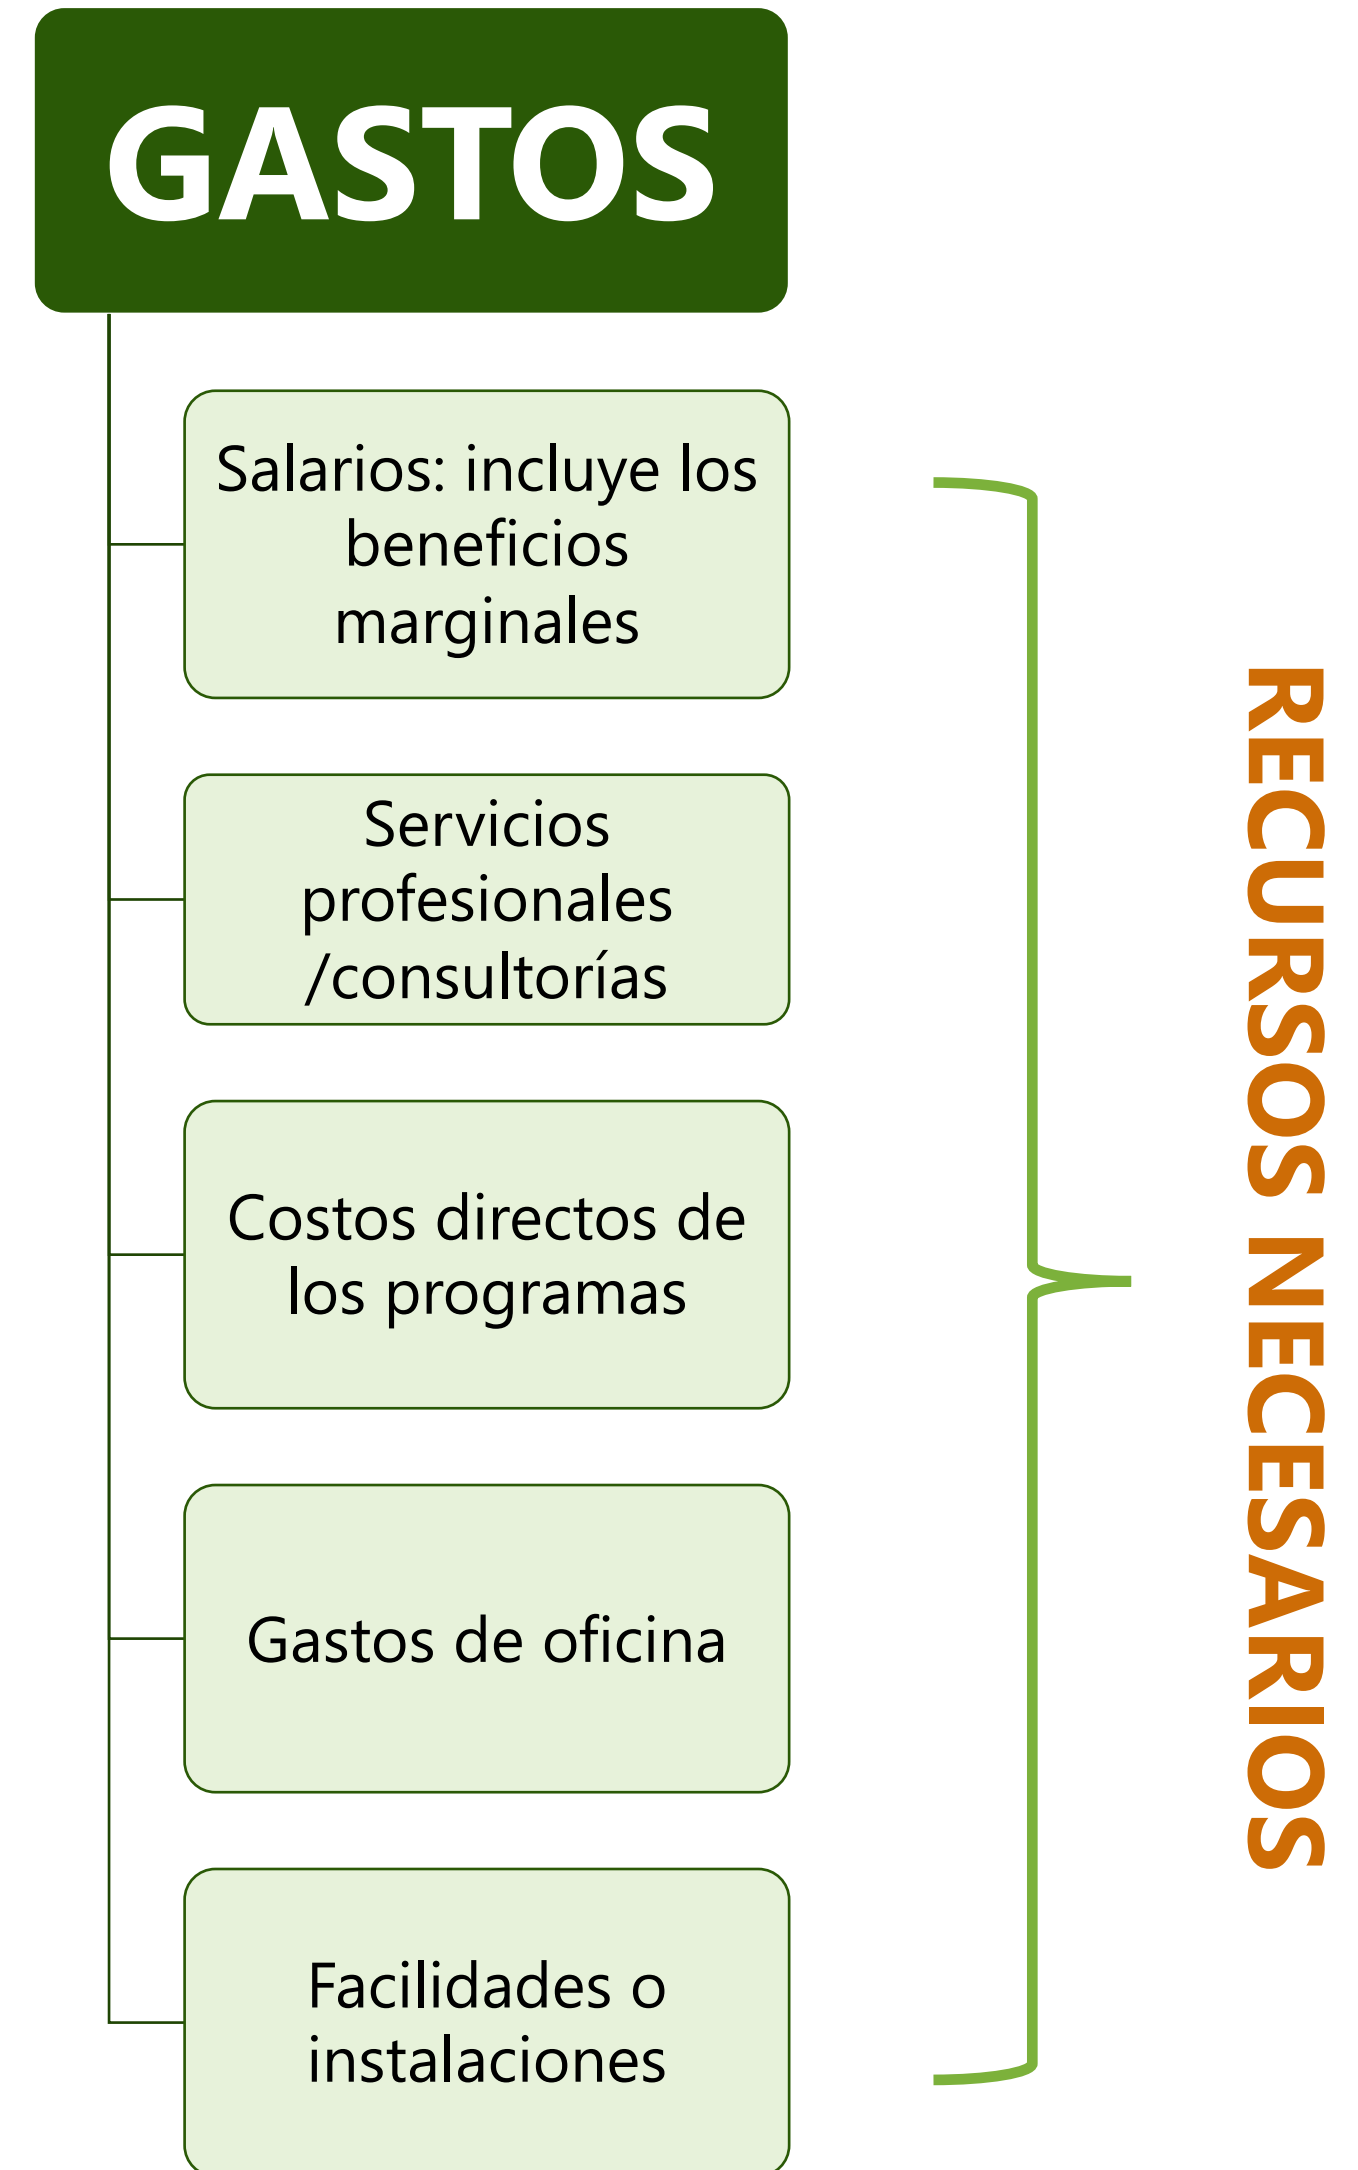 GASTOS
Salarios: incluye los
beneficios
marginales
Servicios
profesionales
/consultorías
Costos directos de
los programas
Gastos de oficina
Facilidades o
instalaciones
RECURSOS NECESARIOS